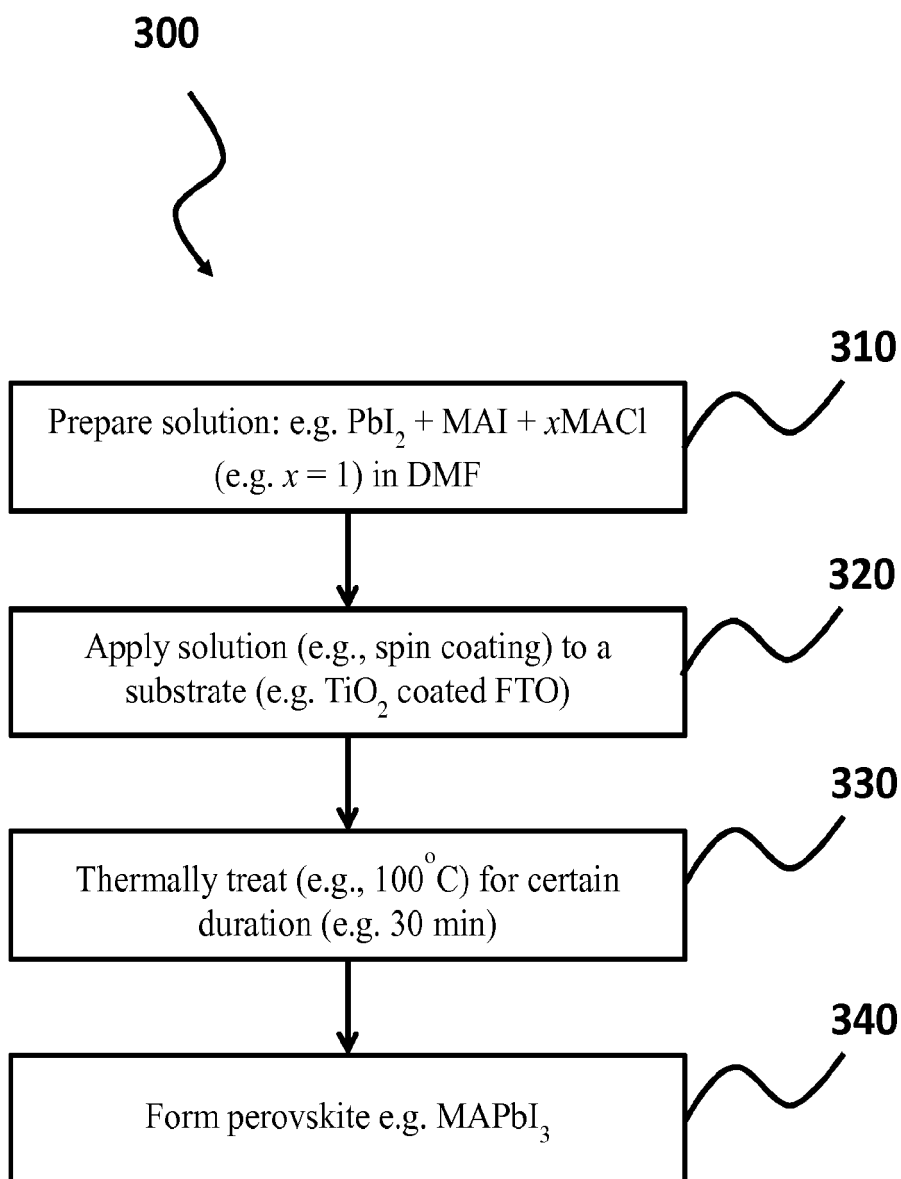 300
310
Prepare solution: e.g. PbI₂ + MAI + xMACl
(e.g. x = 1) in DMF
320
Apply solution (e.g., spin coating) to a
substrate (e.g. TiO₂ coated FTO)
330
Thermally treat (e.g., 100°C) for certain
duration (e.g. 30 min)
340
Form perovskite e.g. MAPbI₃